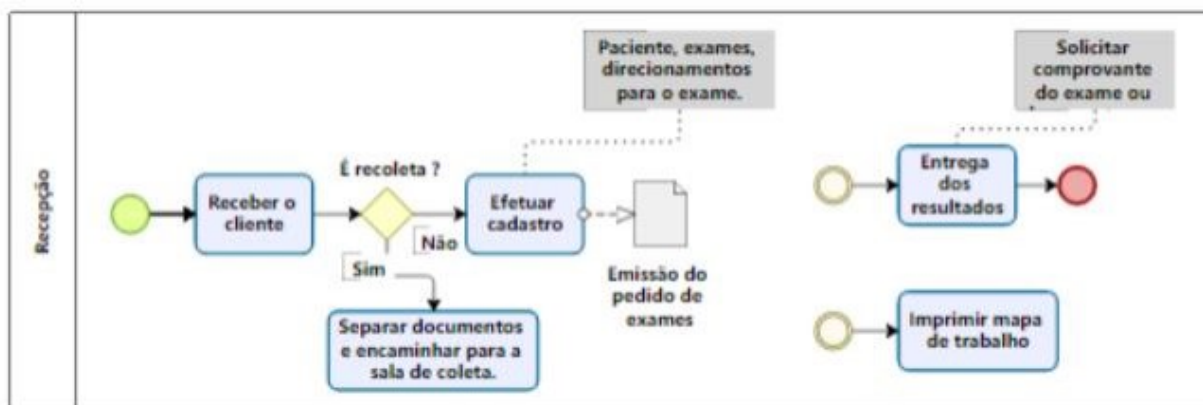 Recepção
Receber o
cliente
É recoleta ?
Não
Sim
Separar documentos
e encaminhar para a
sala de coleta.
Efetuar
cadastro
Paciente, exames,
direcionamentos
para o exame.
Emissão do
pedido de
exames
Solicitar
comprovante
do exame ou
Entrega
dos
resultados
Imprimir mapa
de trabalho